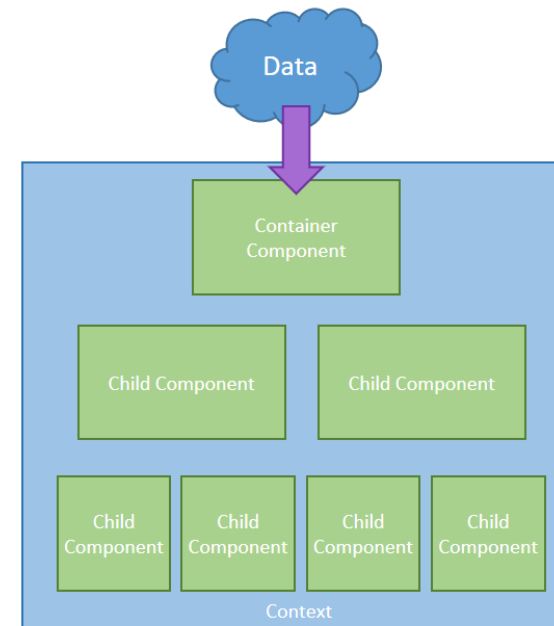 Data
Container
Component
Child Component
Child Component
Child
Component
Child
Component
Child
Component
Child
Component
Context